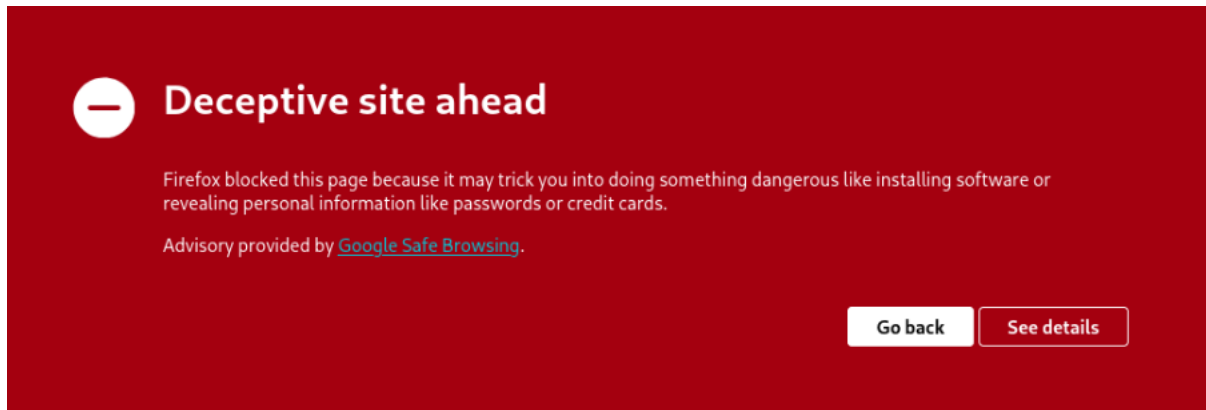 Deceptive site ahead
Firefox blocked this page because it may trick you into doing something dangerous like installing software or
revealing personal information like passwords or credit cards.
Advisory provided by Google Safe Browsing.
Go back
See details